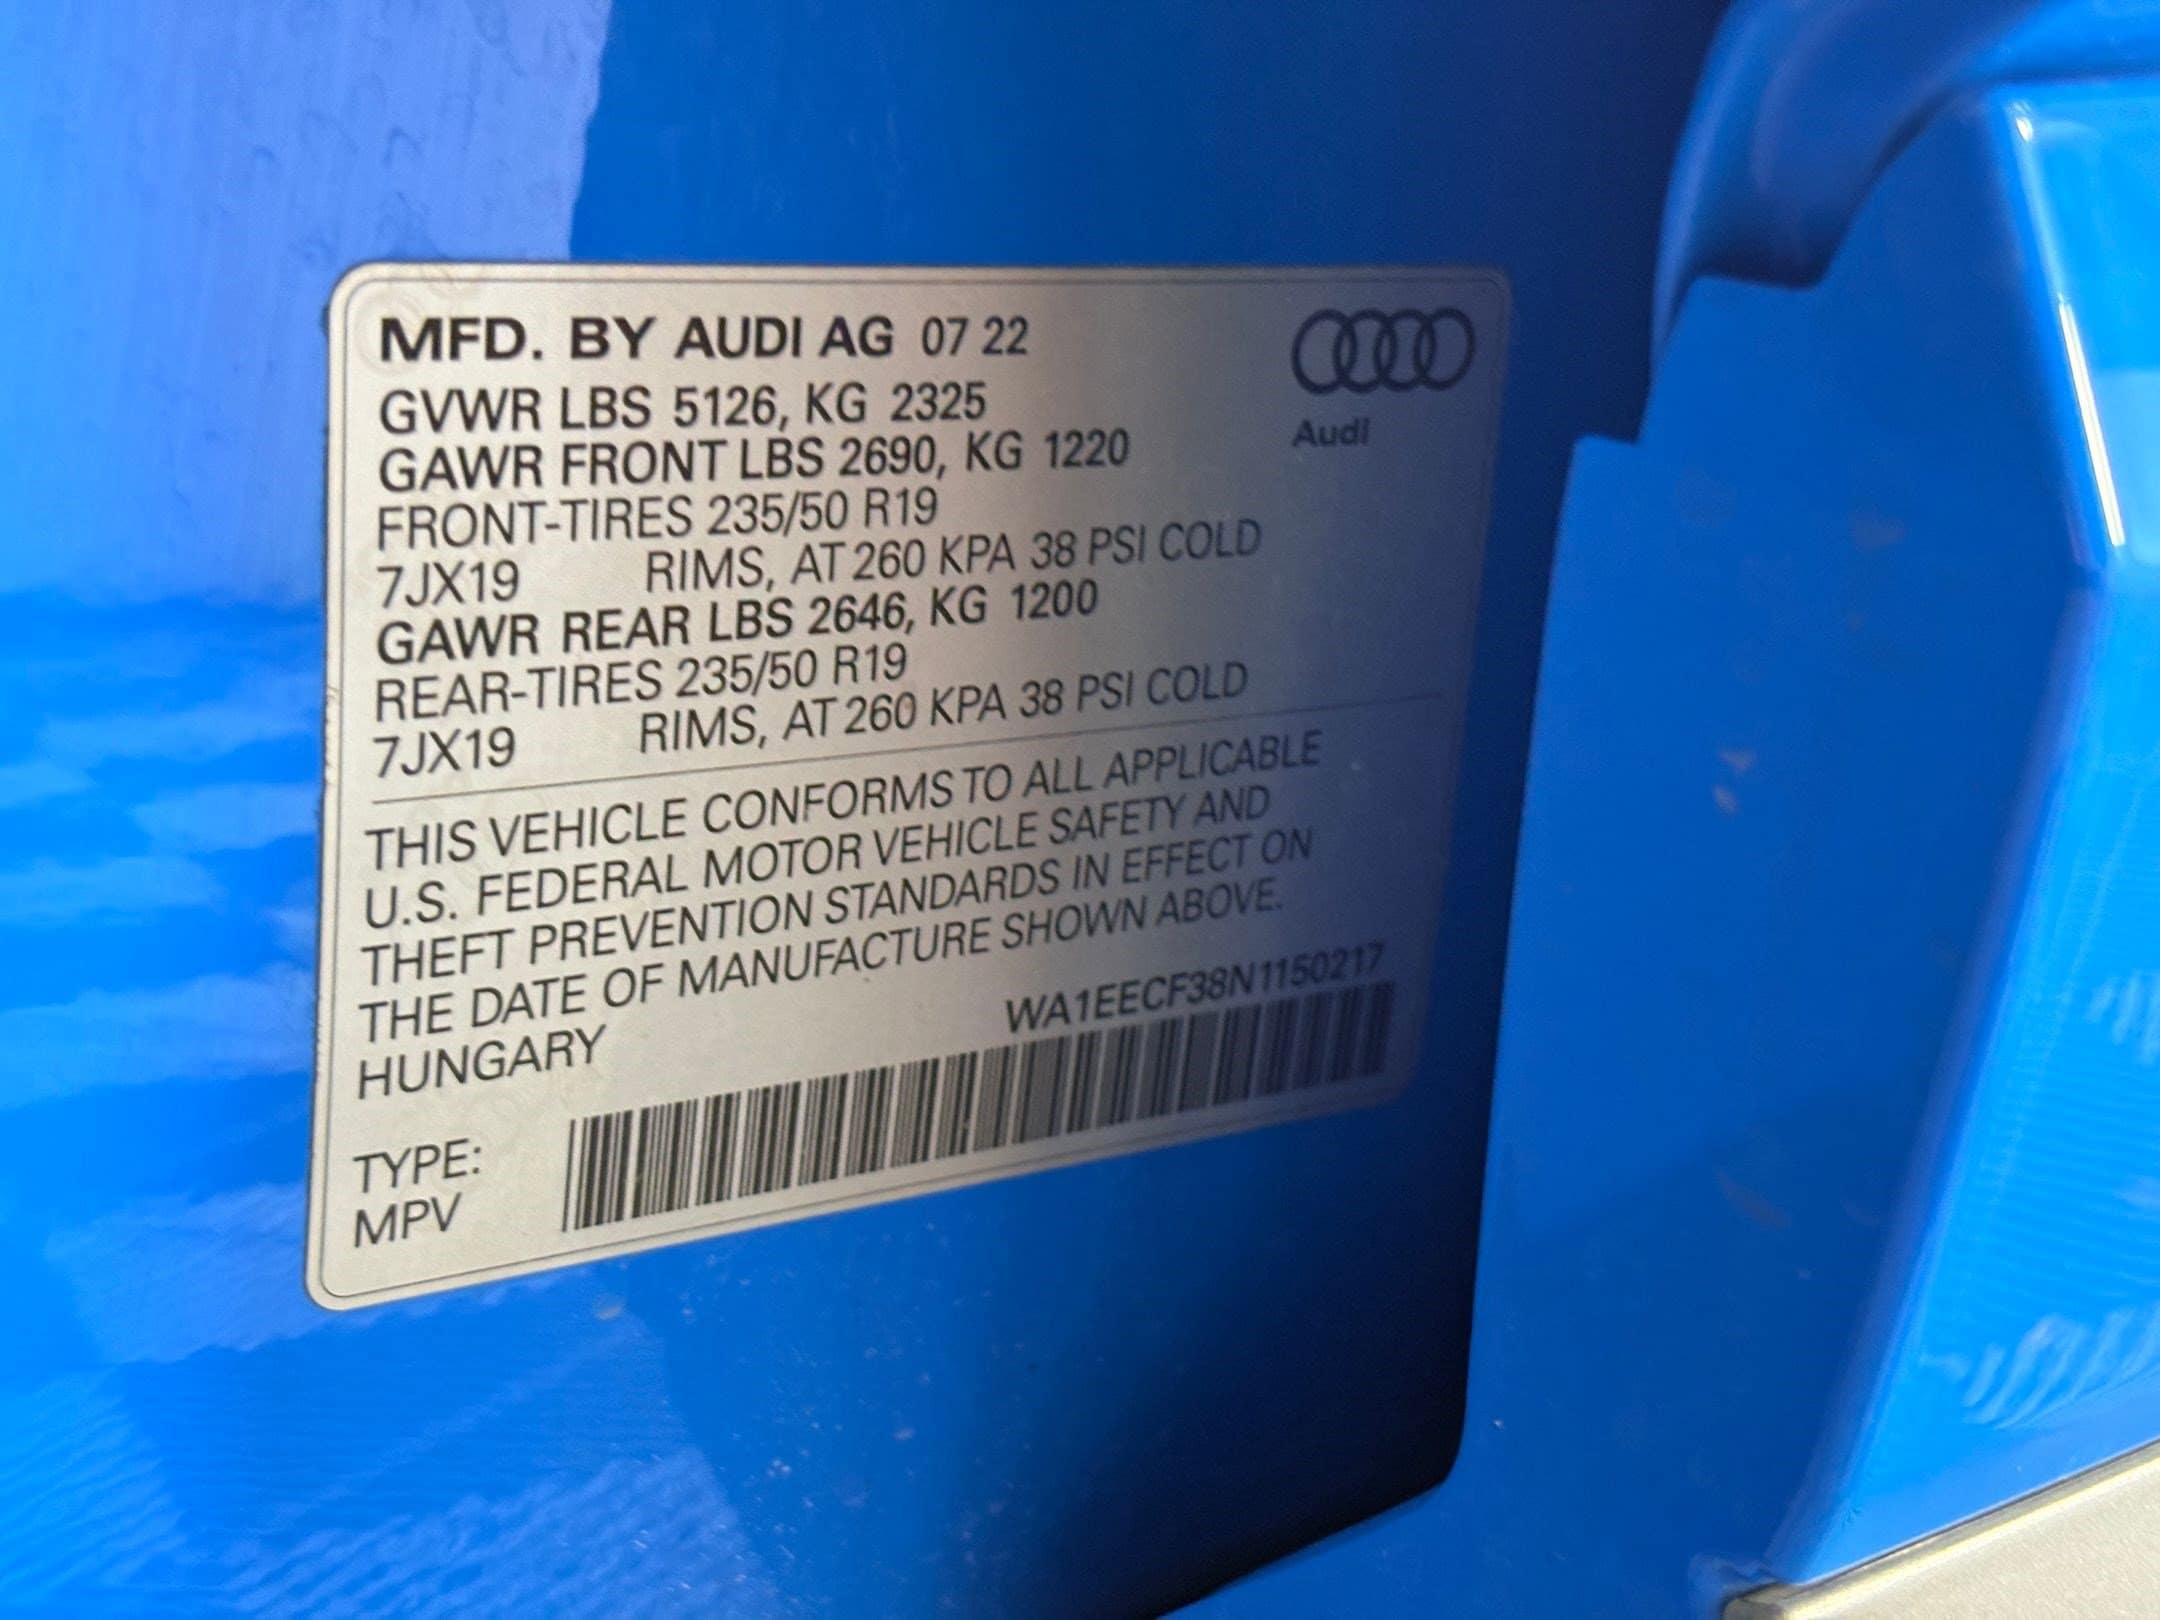 MFD. BY AUDI AG 07 22
GVWR LBS 5126, KG 2325
GAWR FRONT LBS 2690, KG 1220
FRONT-TIRES 235/50 R19
7JX19 RIMS, AT 260 KPA 38 PSI COLD
GAWR REAR LBS 2646, KG 1200
REAR-TIRES 235/50 R19
7JX19 RIMS, AT 260 KPA 38 PSI COLD
Audi
THIS VEHICLE CONFORMS TO ALL APPLICABLE
U.S. FEDERAL MOTOR VEHICLE SAFETY AND
THEFT PREVENTION STANDARDS IN EFFECT ON
THE DATE OF MANUFACTURE SHOWN ABOVE.
HUNGARY
WA1EECF38N1150217
TYPE:
MPV